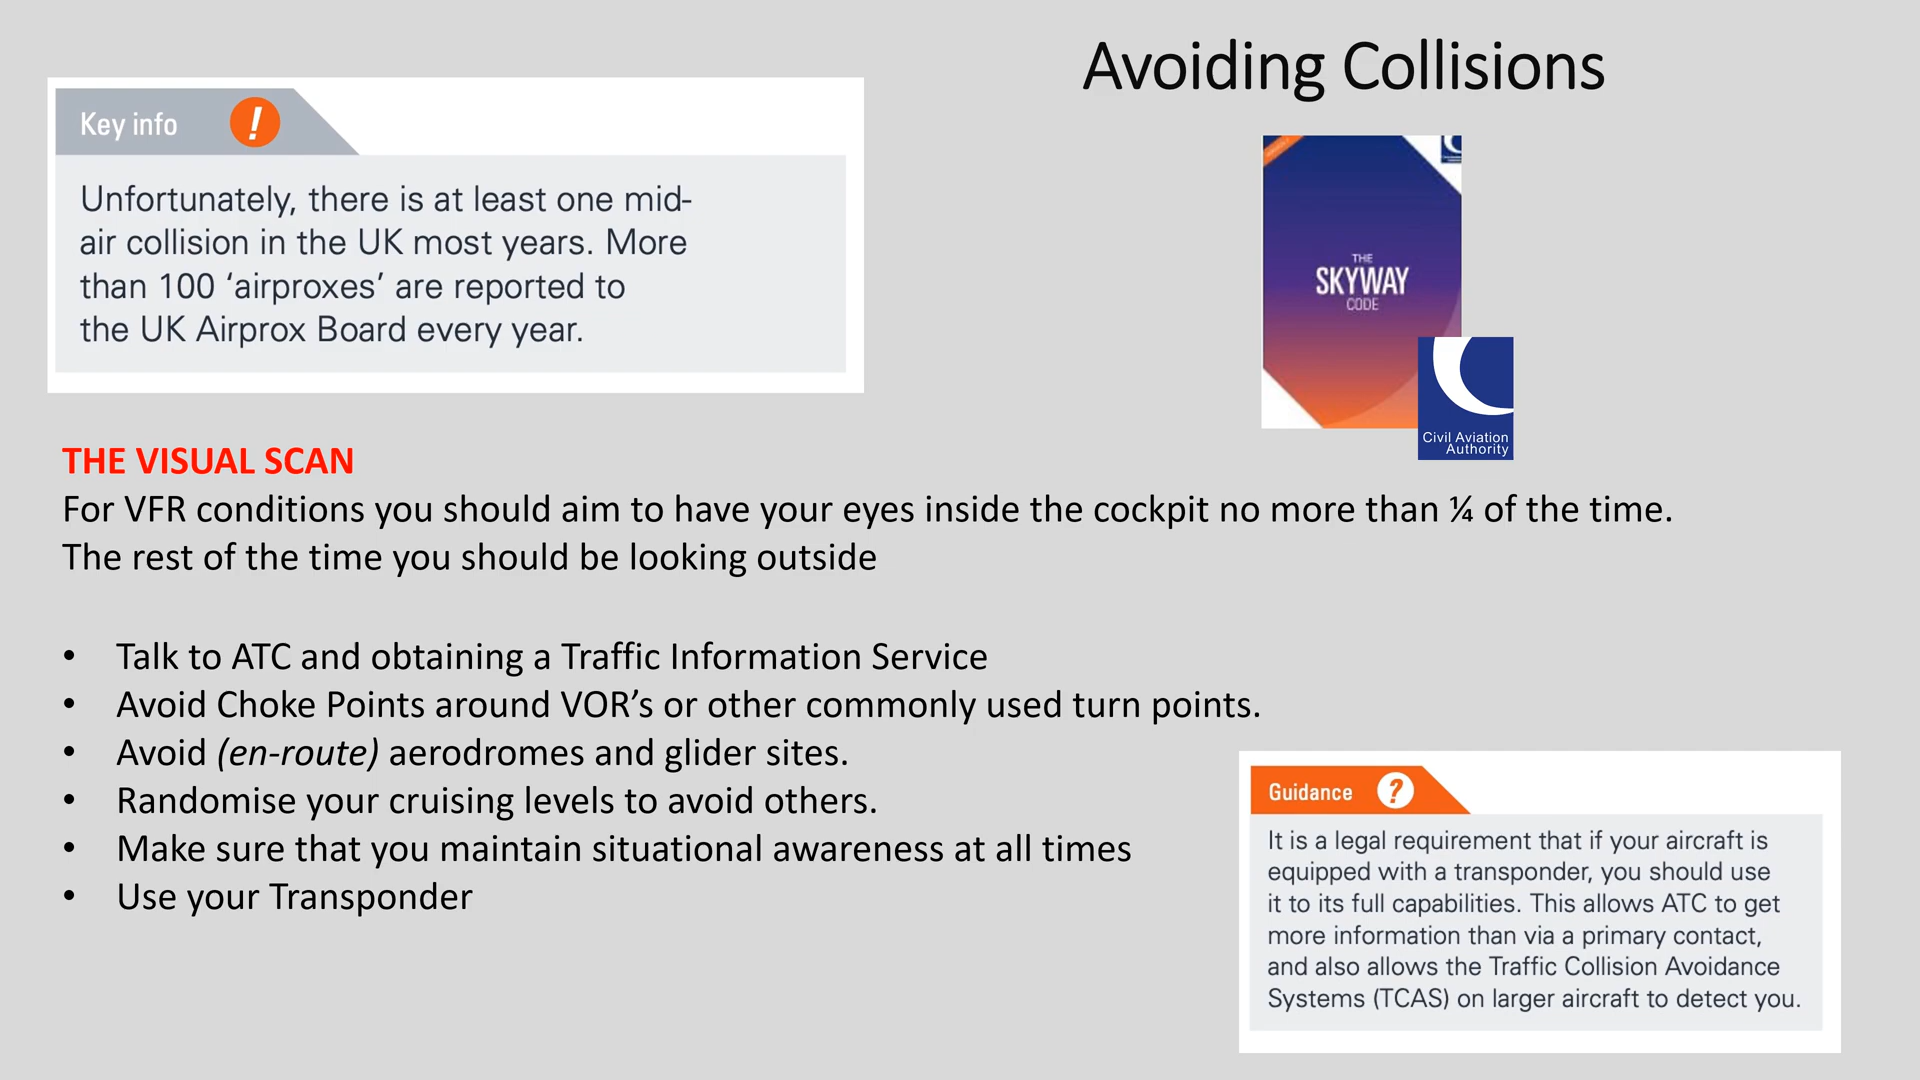 Avoiding Collisions
Key info !
Unfortunately, there is at least one mid-
air collision in the UK most years. More
than 100 ‘airproxes’ are reported to
the UK Airprox Board every year.
THE
SKYWAY
CODE
Civil Aviation
Authority
THE VISUAL SCAN
For VFR conditions you should aim to have your eyes inside the cockpit no more than ¼ of the time.
The rest of the time you should be looking outside
• Talk to ATC and obtaining a Traffic Information Service
• Avoid Choke Points around VOR’s or other commonly used turn points.
• Avoid (en-route) aerodromes and glider sites.
• Randomise your cruising levels to avoid others.
• Make sure that you maintain situational awareness at all times
• Use your Transponder
Guidance ?
It is a legal requirement that if your aircraft is
equipped with a transponder, you should use
it to its full capabilities. This allows ATC to get
more information than via a primary contact,
and also allows the Traffic Collision Avoidance
Systems (TCAS) on larger aircraft to detect you.